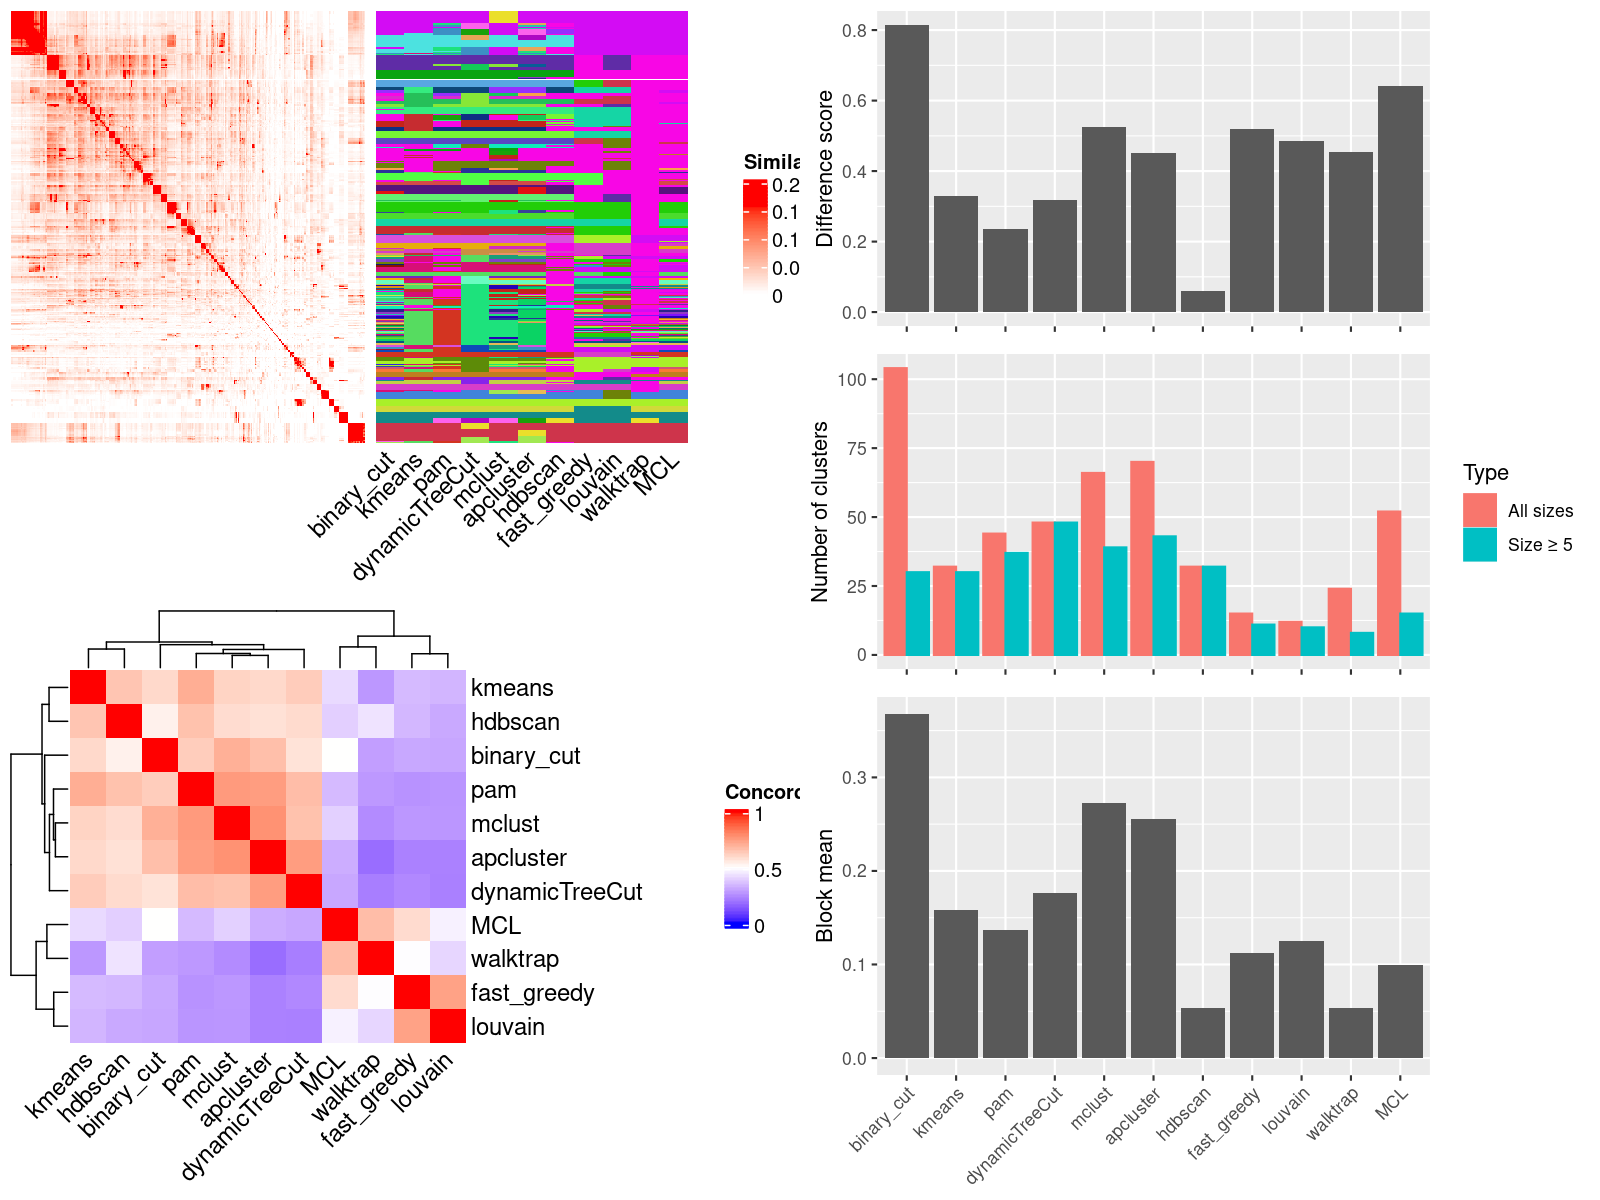 Simila
0.2
0.1
0.1
0.0
0
binary_cut
kmeans
pam
dynamicTreeCut
mclust
apcluster
hdbscan
fast_greedy
louvain
walktrap
MCL
kmeans
hdbscan
binary_cut
pam
mclust
apcluster
dynamicTreeCut
MCL
walktrap
fast_greedy
louvain
kmeans
hdbscan
binary_cut
pam
mclust
apcluster
dynamicTreeCut
MCL
walktrap
fast_greedy
louvain
Concord
1
0.5
0
Difference score
0.8
0.6
0.4
0.2
0.0
Number of clusters
100
75
50
25
0
Type
All sizes
Size ≥ 5
Block mean
0.3
0.2
0.1
0.0
binary_cut
kmeans
pam
dynamicTreeCut
mclust
apcluster
hdbscan
fast_greedy
louvain
walktrap
MCL